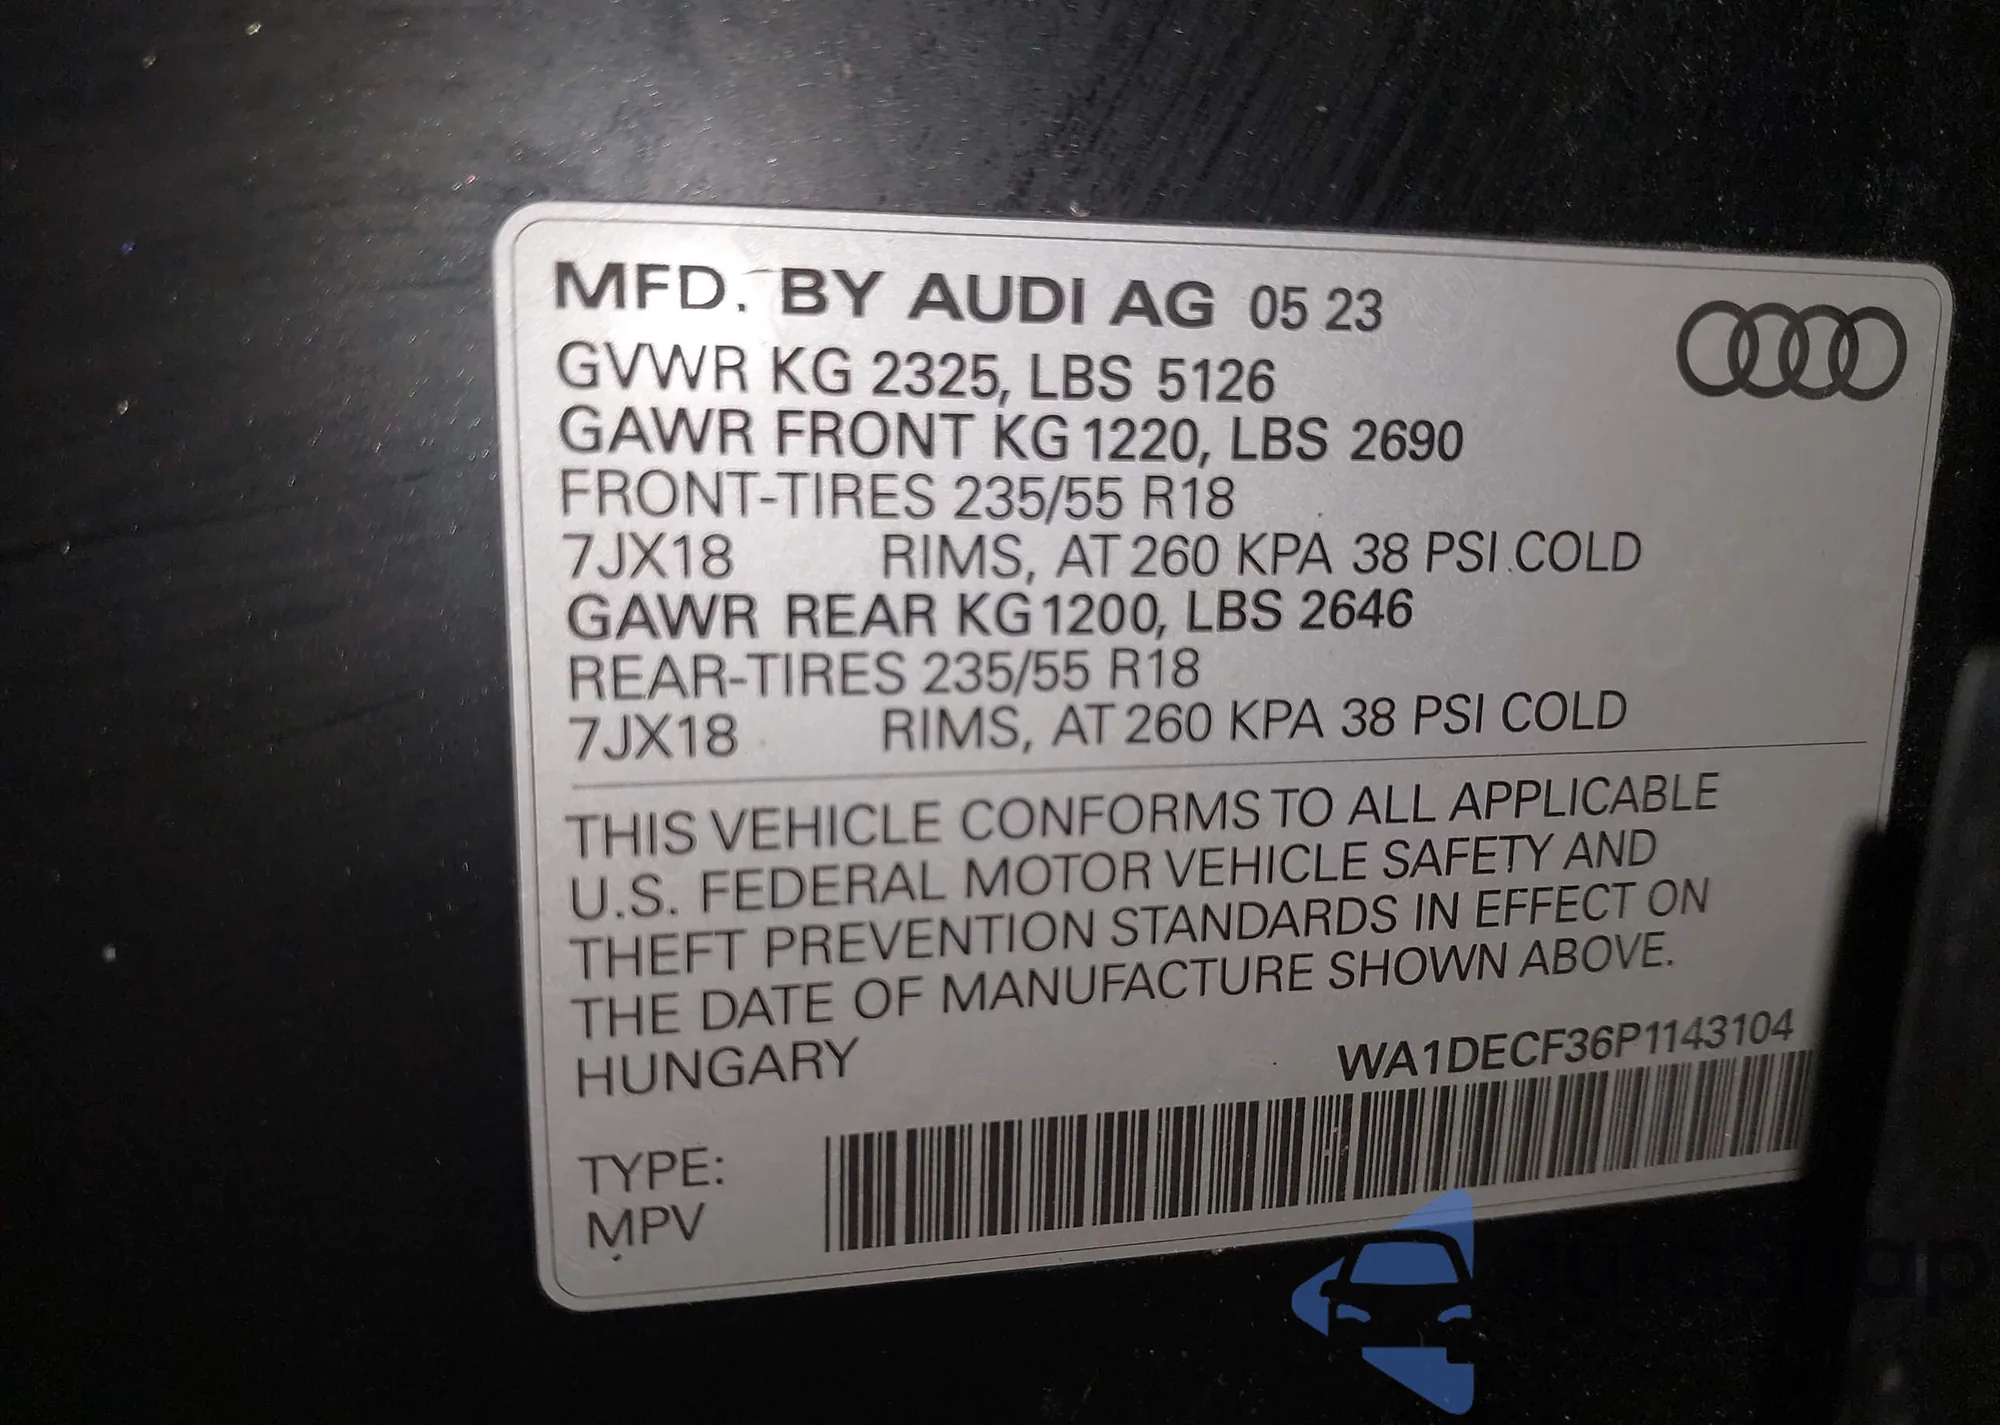 MFD. BY AUDI AG 05 23
GVWR KG 2325, LBS 5126
GAWR FRONT KG 1220, LBS 2690
FRONT-TIRES 235/55 R18
7JX18 RIMS, AT 260 KPA 38 PSI COLD
GAWR REAR KG 1200, LBS 2646
REAR-TIRES 235/55 R18
7JX18 RIMS, AT 260 KPA 38 PSI COLD
THIS VEHICLE CONFORMS TO ALL APPLICABLE
U.S. FEDERAL MOTOR VEHICLE SAFETY AND
THEFT PREVENTION STANDARDS IN EFFECT ON
THE DATE OF MANUFACTURE SHOWN ABOVE.
HUNGARY WA1DECF36P1143104
TYPE:
MPV